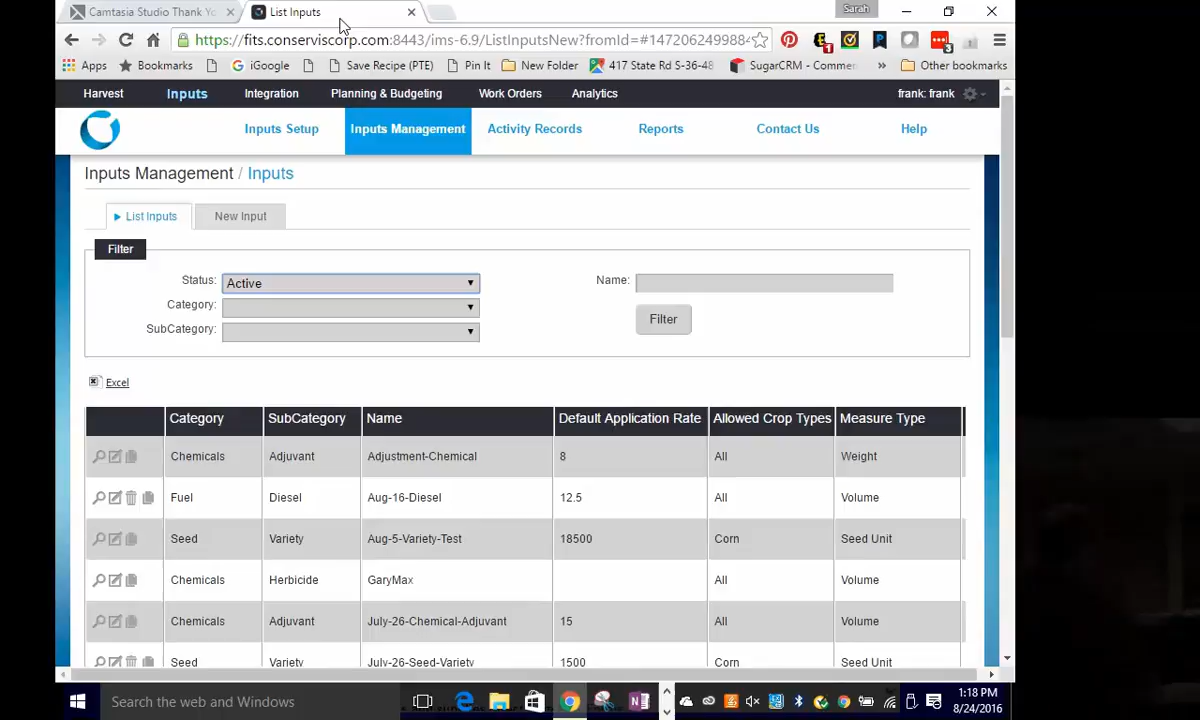 Camtasia Studio Thank Yo
List Inputs
Sarah
https://fits.conserviscorp.com:8443/ims-6.9/ListInputsNew?fromId=#14720624998
Apps Bookmarks iGoogle Save Recipe (PTE) Pin It New Folder 417 State Rd S-36-48 SugarCRM - Commer » Other bookmarks
Harvest Inputs Integration Planning & Budgeting Work Orders Analytics frank: frank
Inputs Setup Inputs Management Activity Records Reports Contact Us Help
Inputs Management / Inputs
List Inputs New Input
Filter
Status: Active Name:
Category: Filter
SubCategory:
Excel
Category SubCategory Name Default Application Rate Allowed Crop Types Measure Type
Chemicals Adjuvant Adjustment-Chemical 8 All Weight
Fuel Diesel Aug-16-Diesel 12.5 All Volume
Seed Variety Aug-5-Variety-Test 18500 Corn Seed Unit
Chemicals Herbicide GaryMax All Volume
Chemicals Adjuvant July-26-Chemical-Adjuvant 15 All Volume
Seed Variety July-26-Seed-Variety 1500 Corn Seed Unit
Search the web and Windows
1:18 PM
8/24/2016